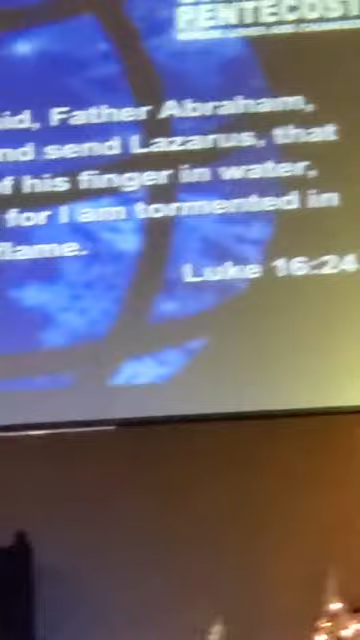 PENTECOST
id, Father Abraham,
nd send Lazarus, that
f his finger in water,
for I am tormented in
flame.
Luke 16:24